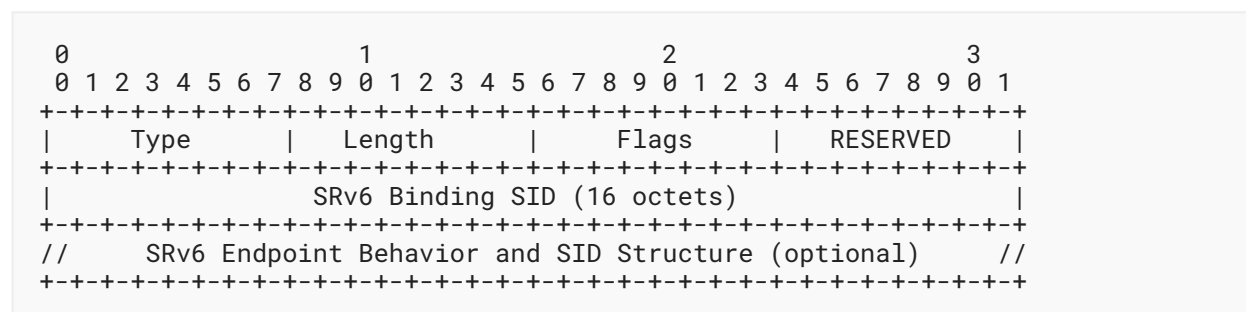 0                   1                   2                   3
 0 1 2 3 4 5 6 7 8 9 0 1 2 3 4 5 6 7 8 9 0 1 2 3 4 5 6 7 8 9 0 1
+-+-+-+-+-+-+-+-+-+-+-+-+-+-+-+-+-+-+-+-+-+-+-+-+-+-+-+-+-+-+-+-+
|     Type      |   Length      |     Flags     |   RESERVED    |
+-+-+-+-+-+-+-+-+-+-+-+-+-+-+-+-+-+-+-+-+-+-+-+-+-+-+-+-+-+-+-+-+
|                 SRv6 Binding SID (16 octets)                  |
+-+-+-+-+-+-+-+-+-+-+-+-+-+-+-+-+-+-+-+-+-+-+-+-+-+-+-+-+-+-+-+-+
//     SRv6 Endpoint Behavior and SID Structure (optional)     //
+-+-+-+-+-+-+-+-+-+-+-+-+-+-+-+-+-+-+-+-+-+-+-+-+-+-+-+-+-+-+-+-+